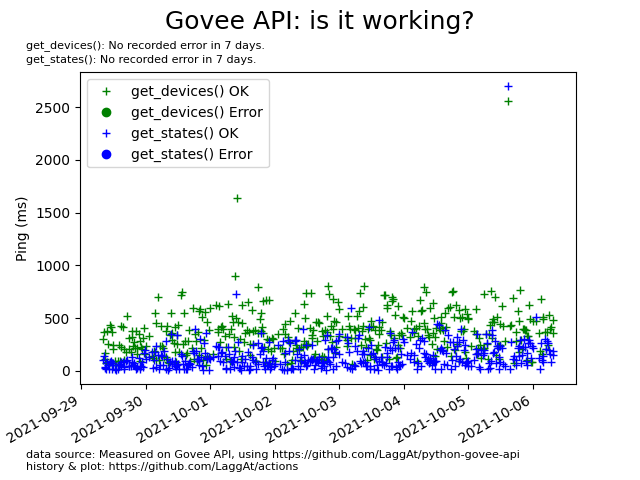 Govee API: is it working?
get_devices(): No recorded error in 7 days.
get_states(): No recorded error in 7 days.
get_devices() OK
get_devices() Error
get_states() OK
get_states() Error
Ping (ms)
2500
2000
1500
1000
500
0
2021-09-29
2021-09-30
2021-10-01
2021-10-02
2021-10-03
2021-10-04
2021-10-05
2021-10-06
data source: Measured on Govee API, using https://github.com/LaggAt/python-govee-api
history & plot: https://github.com/LaggAt/actions